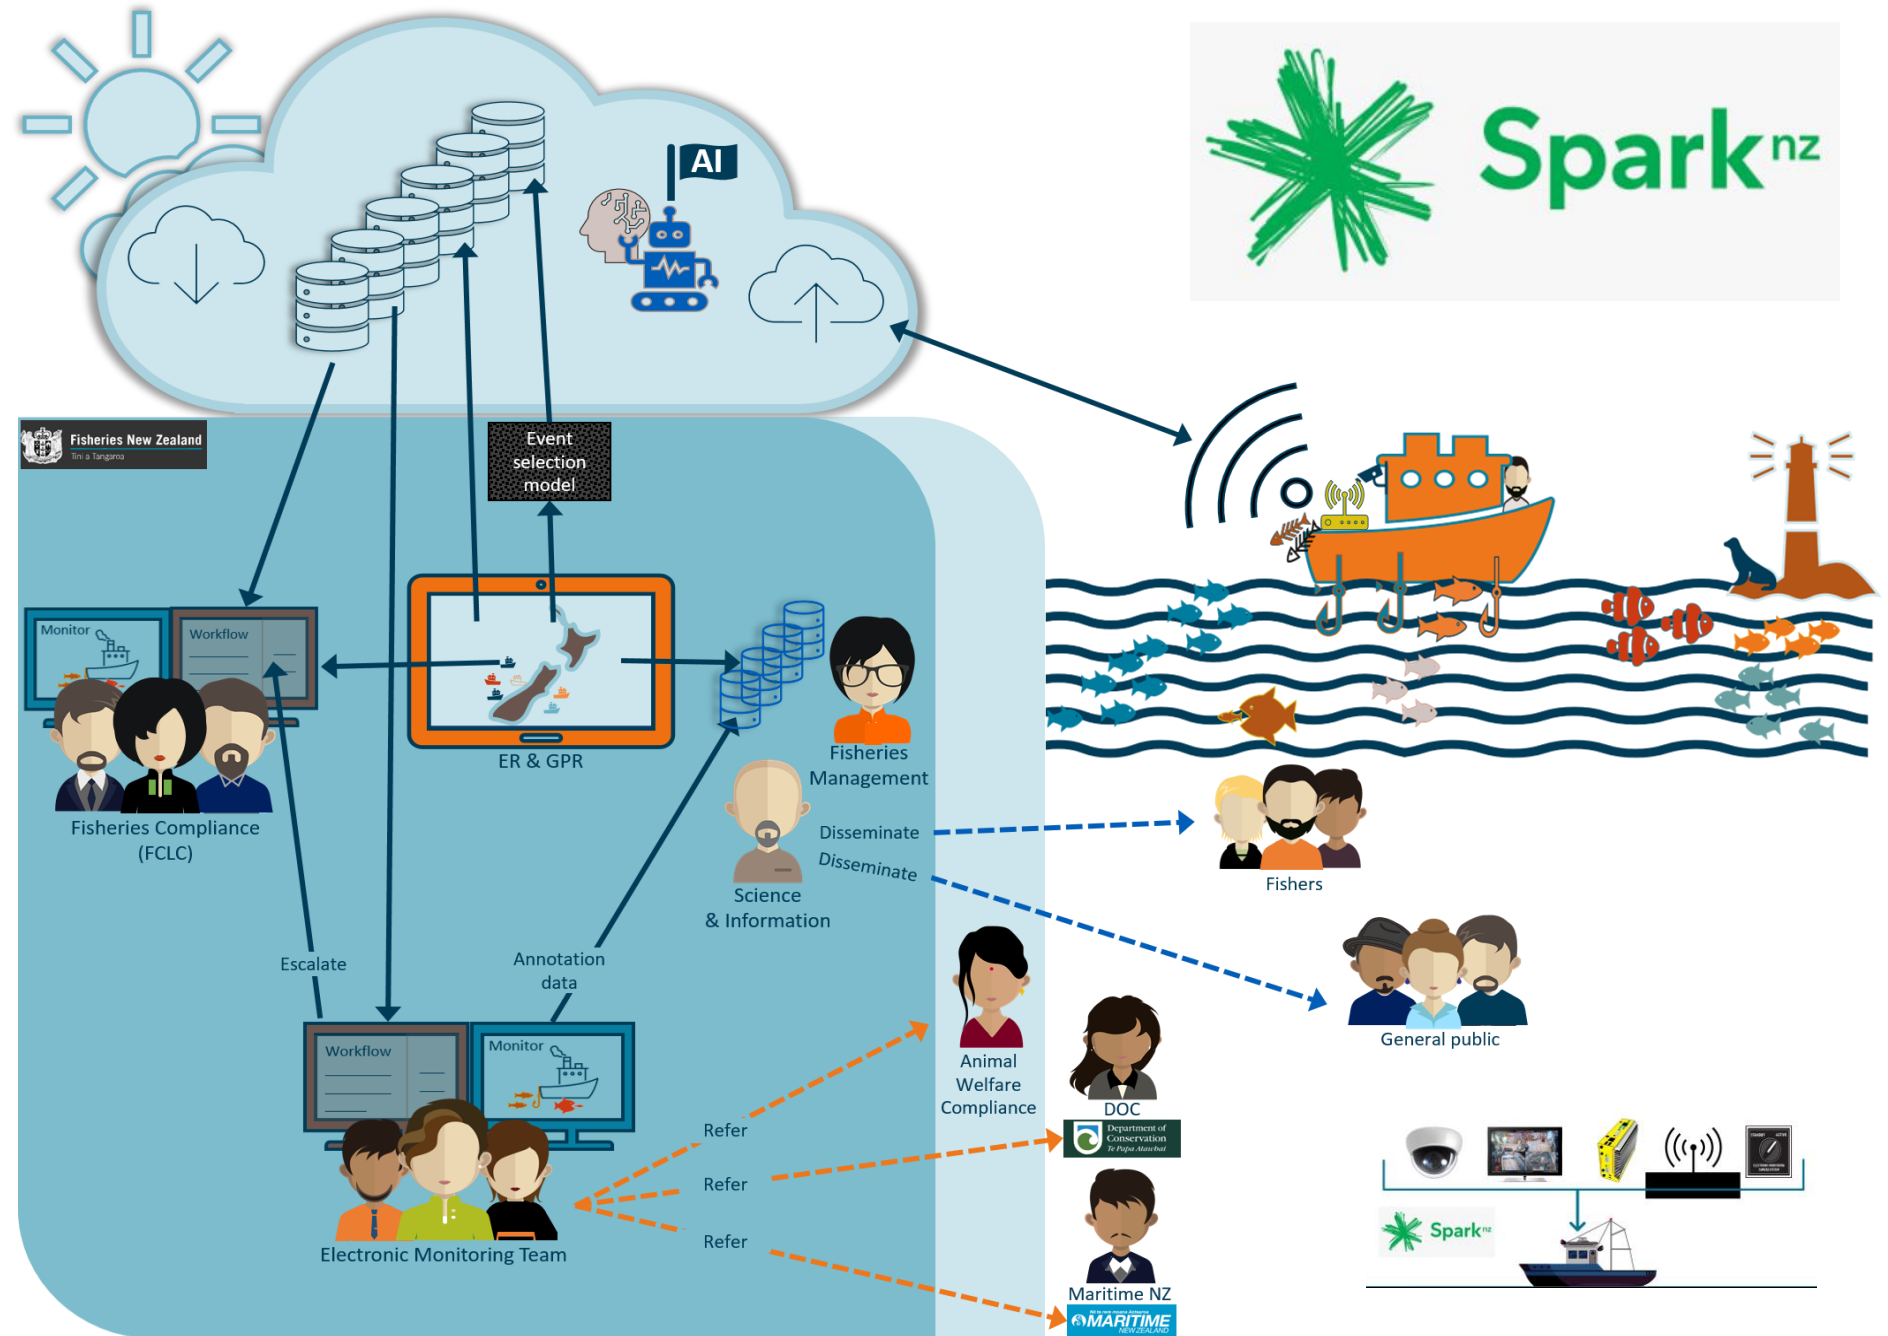 AI
Spark nz
Fisheries New Zealand
Tini a Tangaroa
Event
selection
model
Monitor
Workflow
ER & GPR
Fisheries
Management
Fisheries Compliance
(FCLC)
Disseminate
Disseminate
Science
& Information
Fishers
Escalate
Annotation
data
General public
Workflow
Monitor
Animal
Welfare
Compliance
DOC
Department of
Conservation
Te Papa Atawhai
Refer
Refer
Refer
Electronic Monitoring Team
Maritime NZ
MARITIME
NEW ZEALAND
STANDBY
ACTIVE
Spark nz